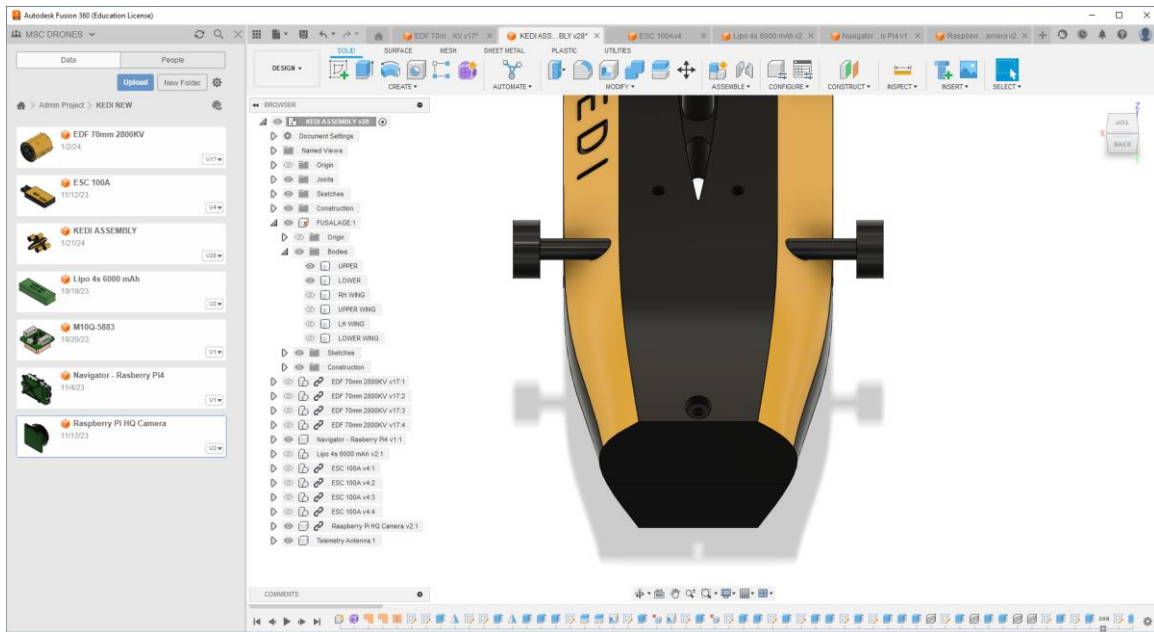 Autodesk Fusion 360 (Education License)
MSC DRONES
EDF 70m...KV v17*
KEDI ASS...BLY v28*
ESC 100A v4
Lipo 4s 6000 mAh v2
Navigator...ry Pi4 v1
Raspberr...amera v2
Data
People
Upload
New Folder
Admin Project > KEDI NEW
EDF 70mm 2800KV
1/2/24
V17
ESC 100A
11/12/23
V4
KEDI ASSEMBLY
1/21/24
V28
Lipo 4s 6000 mAh
10/19/23
V2
M10Q-5883
10/20/23
V1
Navigator - Rasberry Pi4
11/4/23
V1
Raspberry Pi HQ Camera
11/12/23
V2
SOLID
SURFACE
MESH
SHEET METAL
PLASTIC
UTILITIES
DESIGN
CREATE
AUTOMATE
MODIFY
ASSEMBLE
CONFIGURE
CONSTRUCT
INSPECT
INSERT
SELECT
BROWSER
KEDI ASSEMBLY v28
Document Settings
Named Views
Origin
Joints
Sketches
Construction
FUSALAGE:1
Origin
Bodies
UPPER
LOWER
RH WING
UPPER WING
LH WING
LOWER WING
Sketches
Construction
EDF 70mm 2800KV v17:1
EDF 70mm 2800KV v17:2
EDF 70mm 2800KV v17:3
EDF 70mm 2800KV v17:4
Navigator - Rasberry Pi4 v1:1
Lipo 4s 6000 mAh v2:1
ESC 100A v4:1
ESC 100A v4:2
ESC 100A v4:3
ESC 100A v4:4
Raspberry Pi HQ Camera v2:1
Telemetry Antenna:1
EDI
Z
X
TOP
BACK
COMMENTS